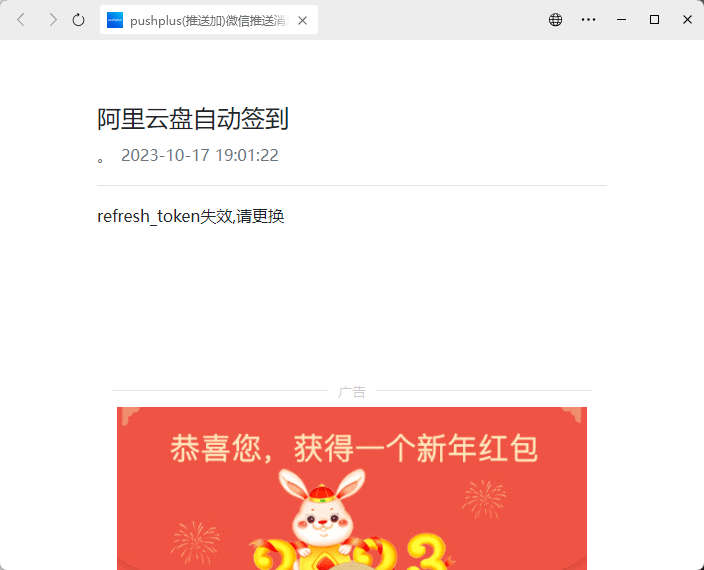 pushplus(推送加)微信推送消
阿里云盘自动签到
。 2023-10-17 19:01:22
refresh_token失效,请更换
广告
恭喜您，获得一个新年红包
2023